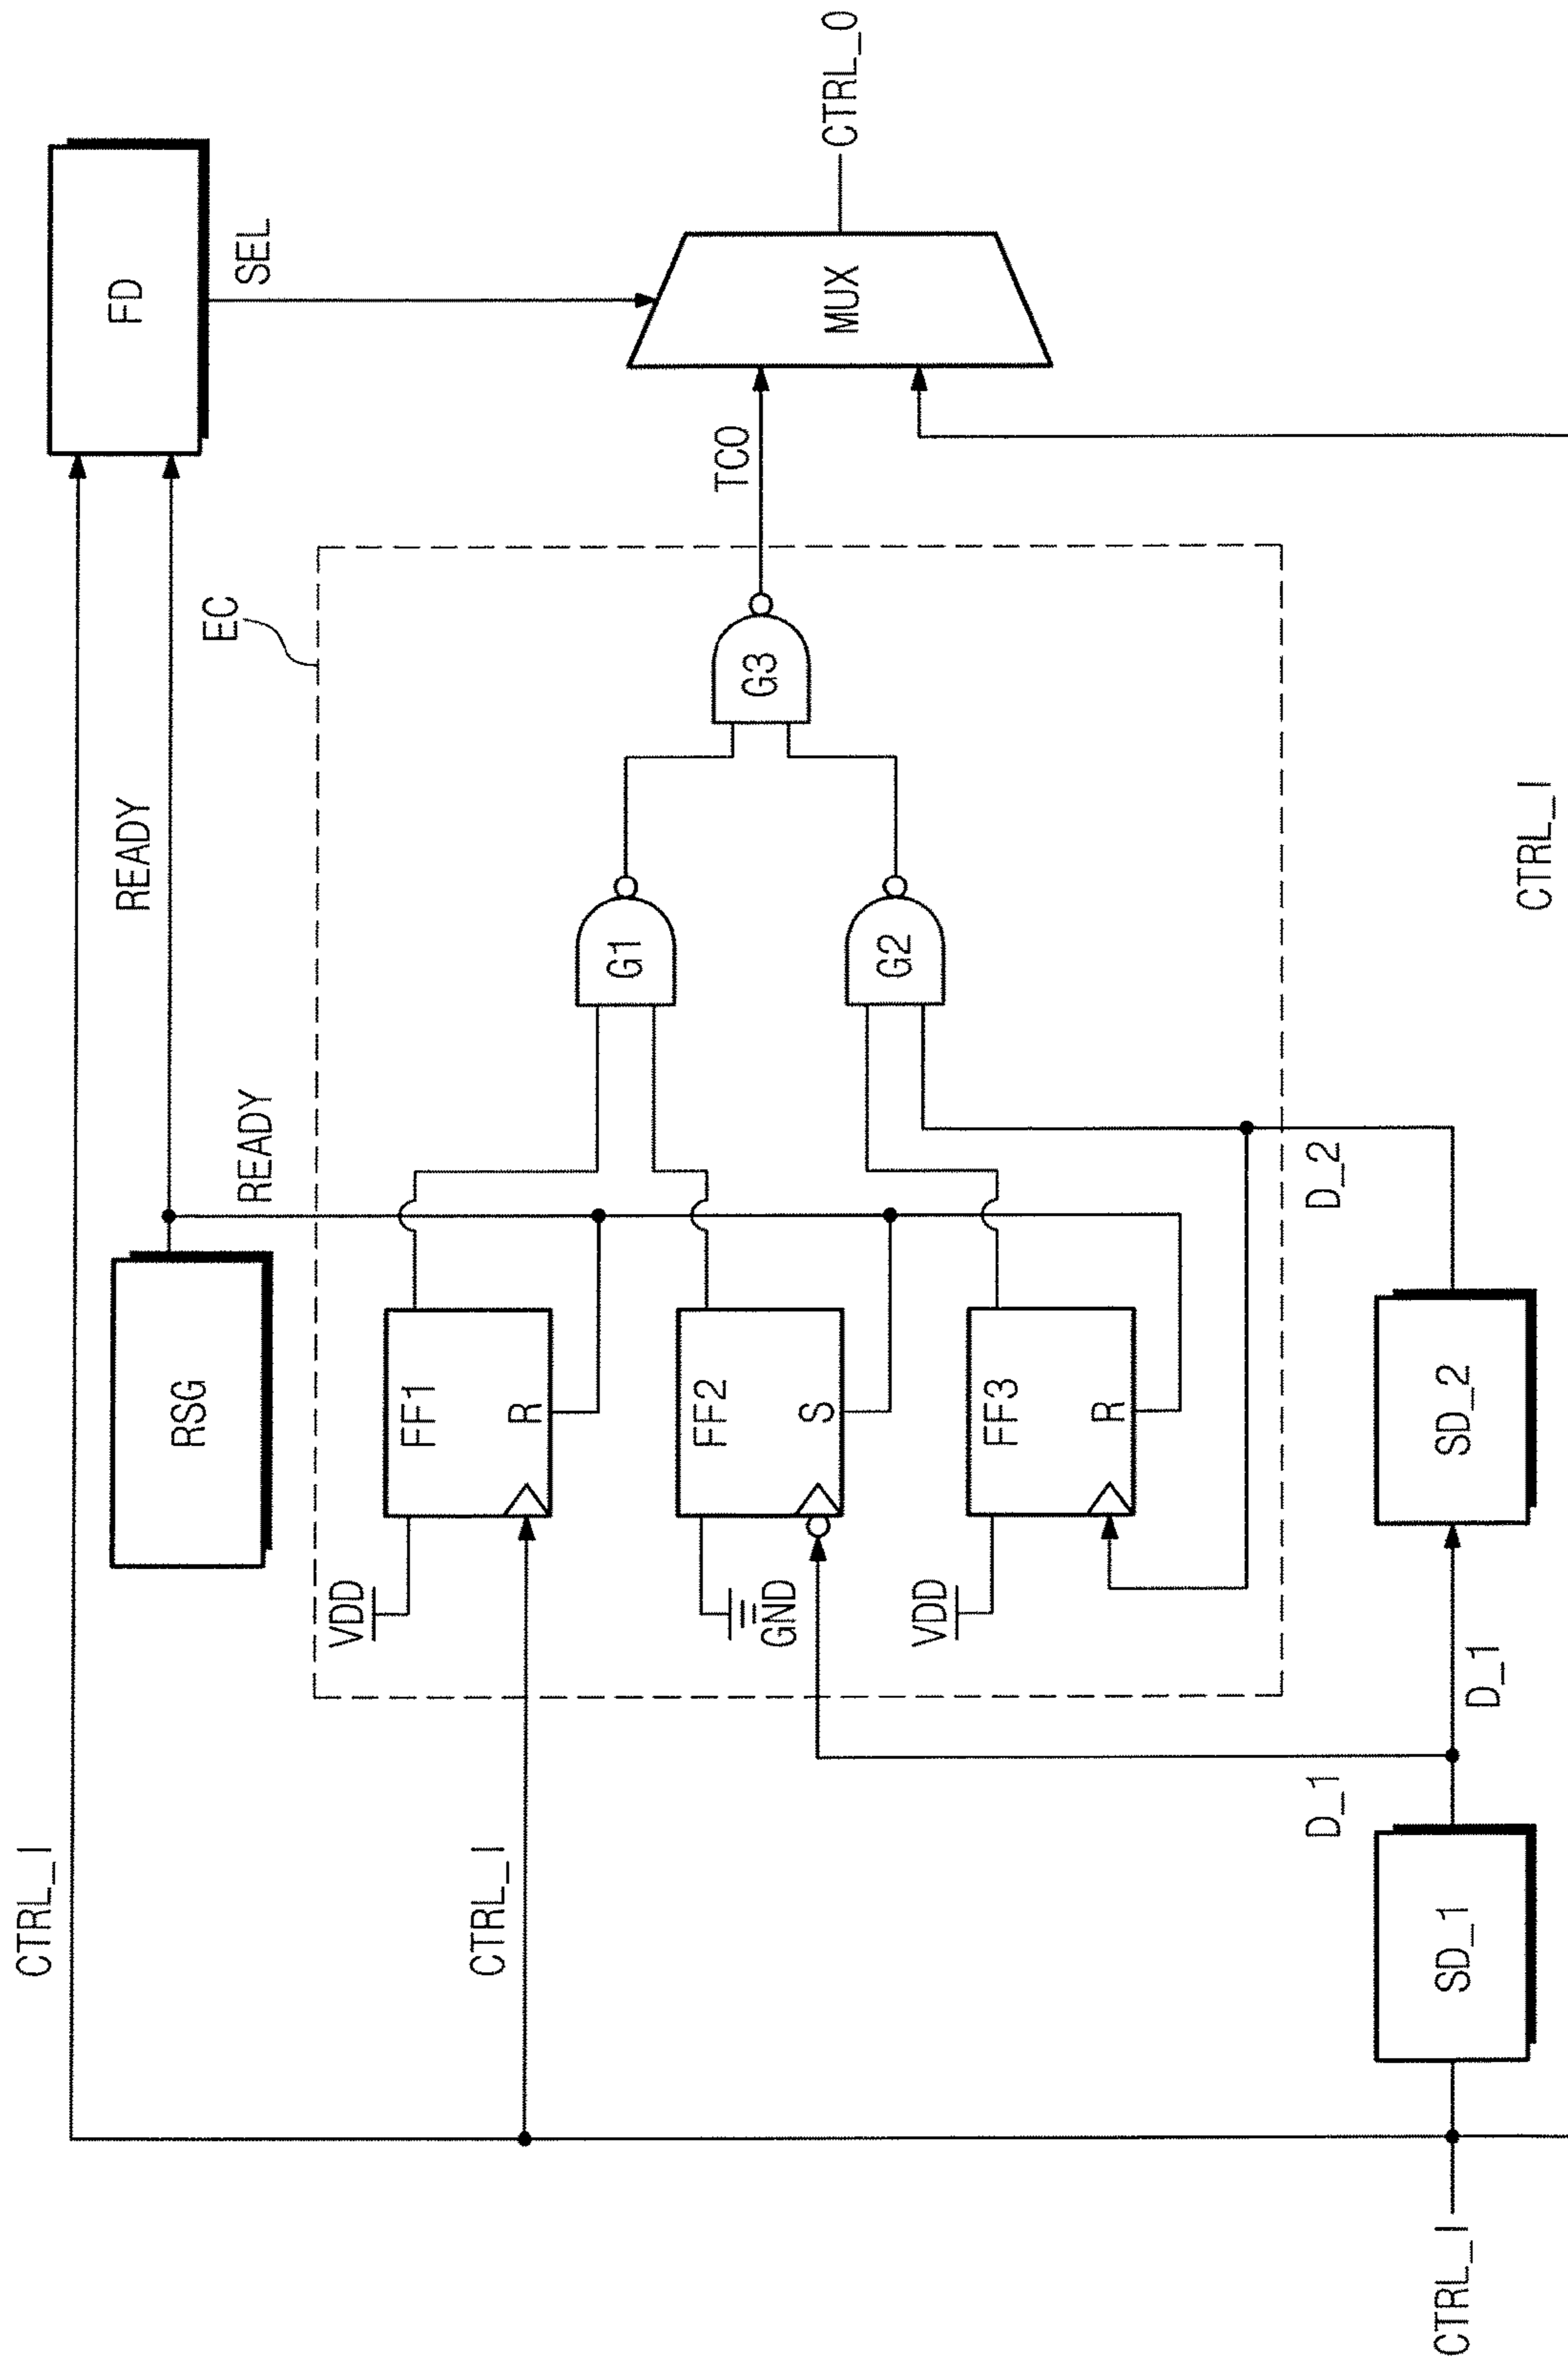 CTRL_I
FD
READY
SEL
RSG
READY
EC
VDD
FF1
R
CTRL_I
G1
FF2
S
GND
G3
TCO
MUX
CTRL_O
G2
VDD
FF3
R
D_1
D_2
CTRL_I
SD_1
D_1
SD_2
CTRL_I